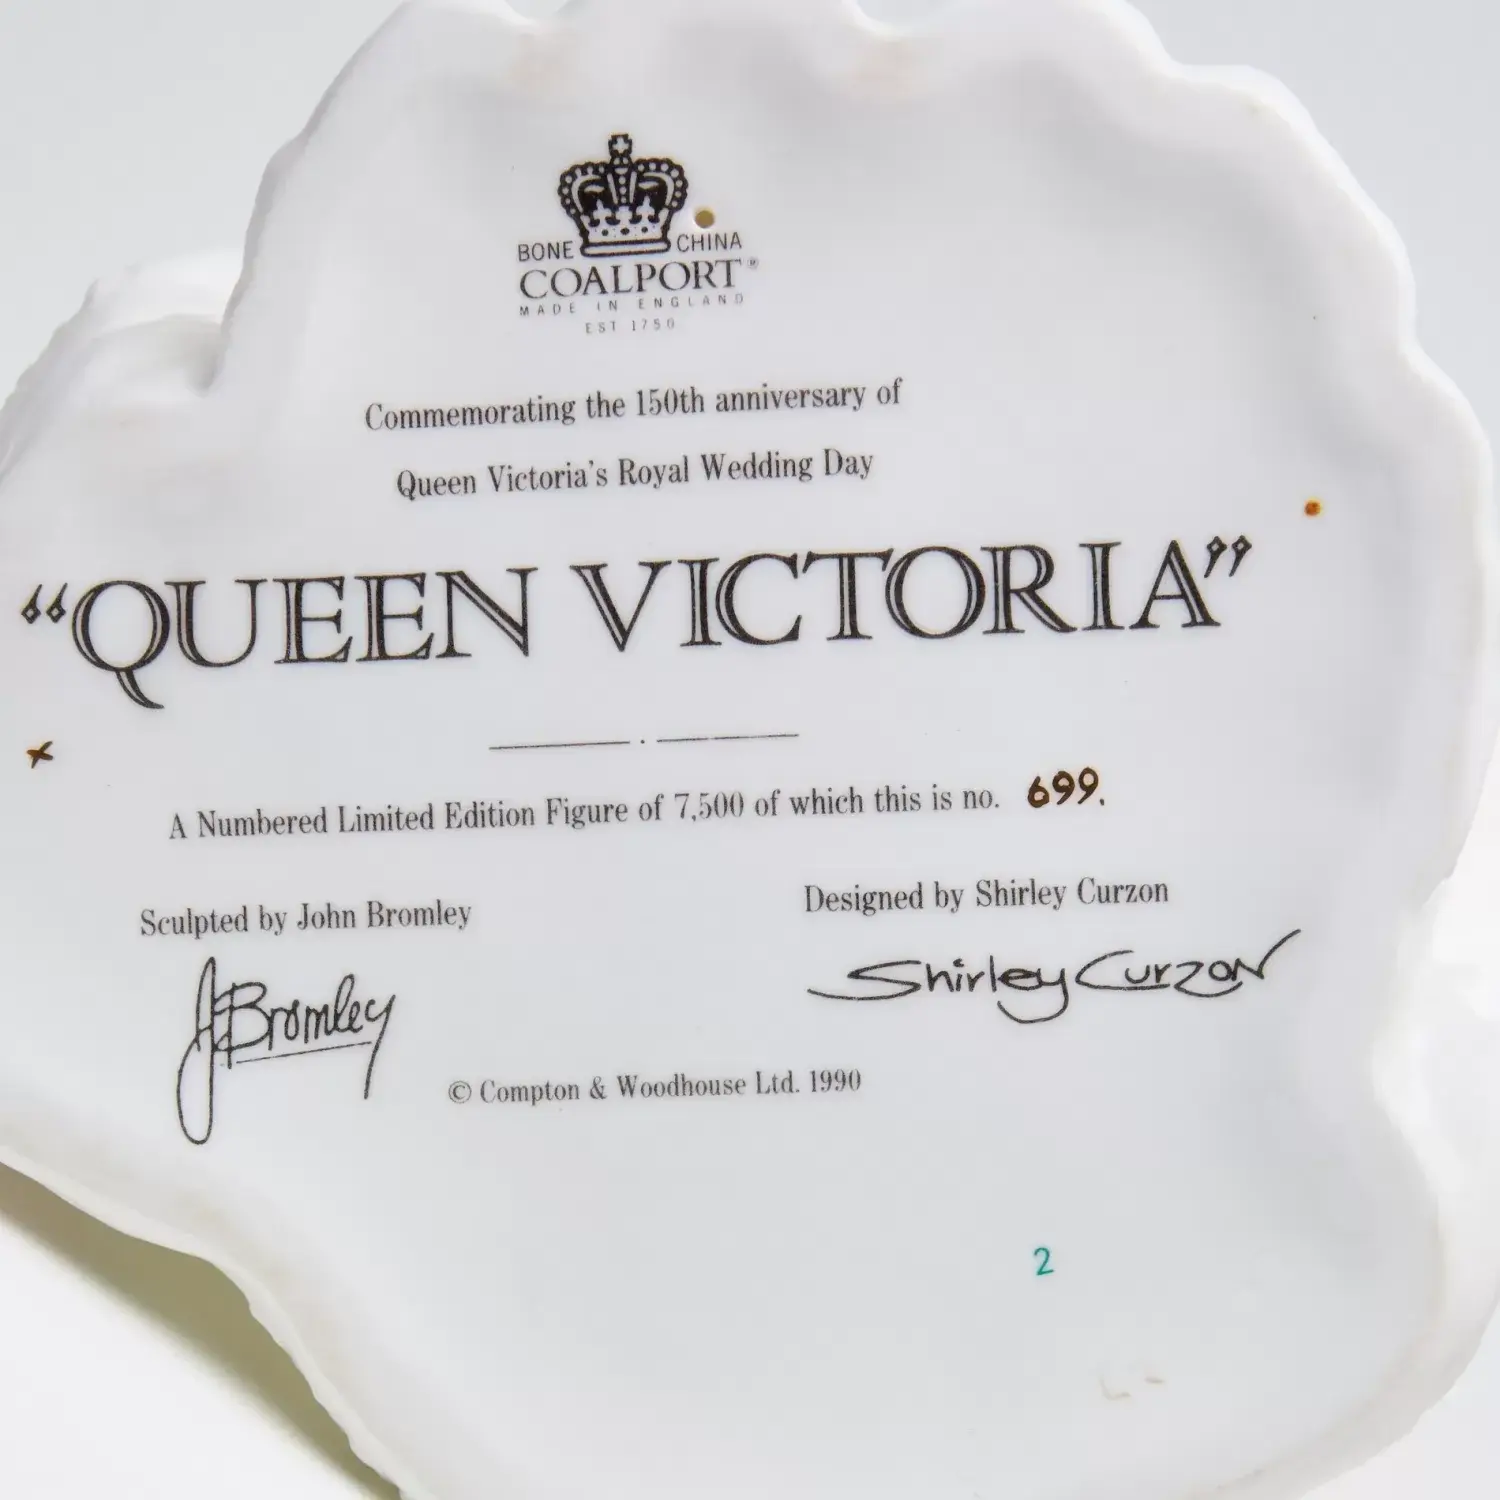 BONE CHINA
COALPORT®
MADE IN ENGLAND
EST 1750
Commemorating the 150th anniversary of
Queen Victoria's Royal Wedding Day
“QUEEN VICTORIA”
A Numbered Limited Edition Figure of 7,500 of which this is no. 699.
Sculpted by John Bromley
Designed by Shirley Curzon
J Bromley
Shirley Curzon
© Compton & Woodhouse Ltd. 1990
2